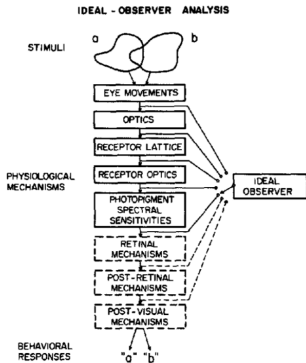 IDEAL - OBSERVER ANALYSIS
STIMULI
a
b
EYE MOVEMENTS
OPTICS
RECEPTOR LATTICE
PHYSIOLOGICAL
MECHANISMS
RECEPTOR OPTICS
PHOTOPIGMENT
SPECTRAL
SENSITIVITIES
IDEAL
OBSERVER
RETINAL
MECHANISMS
POST-RETINAL
MECHANISMS
POST-VISUAL
MECHANISMS
BEHAVIORAL
RESPONSES
"a" "b"